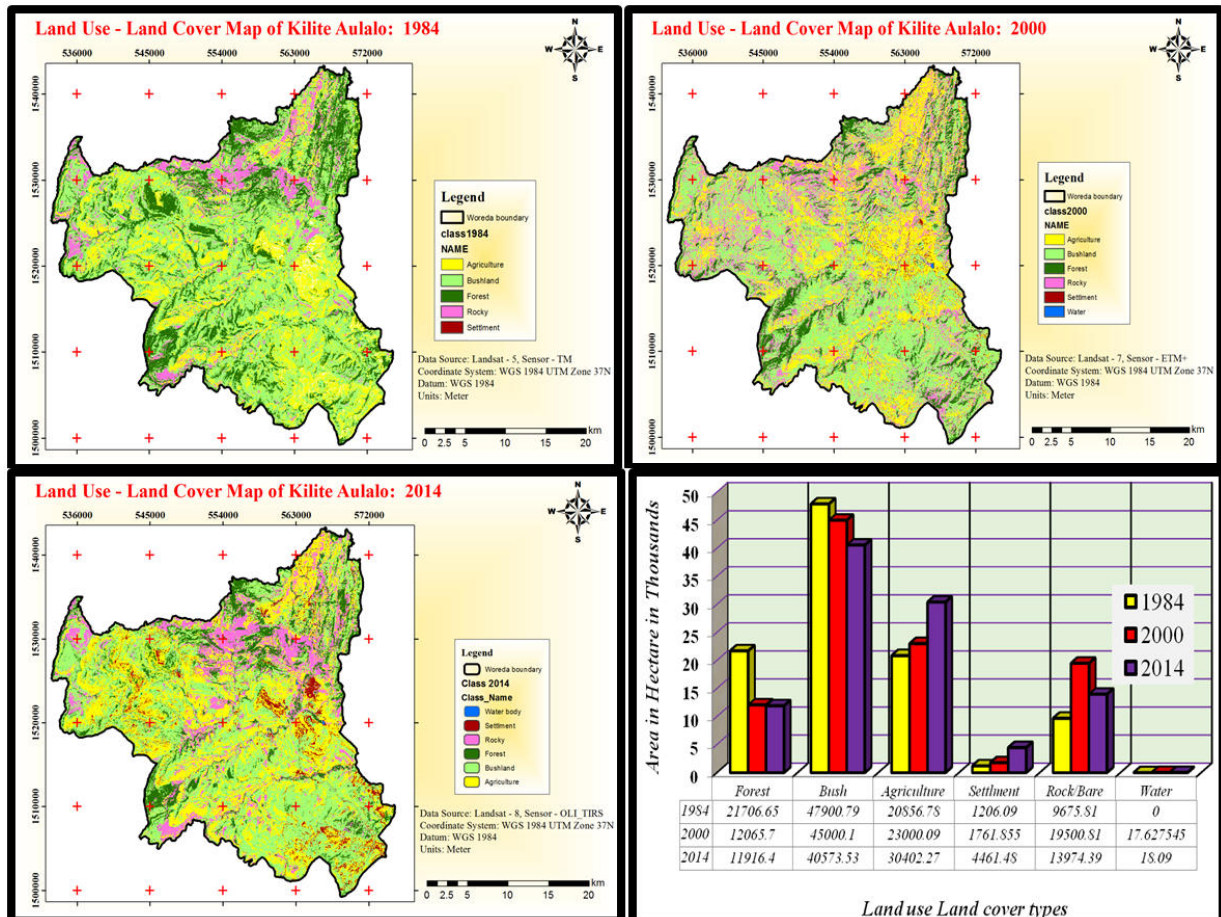 Land Use - Land Cover Map of Kilite Aulalo: 1984
N
W E
S
536000 545000 554000 563000 572000
1540000
1530000
1520000
1510000
1500000
Legend
Woreda boundary
class1984
NAME
Agriculture
Bushland
Forest
Rocky
Settlment
Data Source: Landsat - 5, Sensor - TM
Coordinate System: WGS 1984 UTM Zone 37N
Datum: WGS 1984
Units: Meter
km
0 2.5 5 10 15 20
Land Use - Land Cover Map of Kilite Aulalo: 2000
N
W E
S
536000 545000 554000 563000 572000
1540000
1530000
1520000
1510000
1500000
Legend
Woreda boundary
class2000
NAME
Agriculture
Bushland
Forest
Rocky
Settlment
Water
Data Source: Landsat - 7, Sensor - ETM+
Coordinate System: WGS 1984 UTM Zone 37N
Datum: WGS 1984
Units: Meter
km
0 2.5 5 10 15 20
Land Use - Land Cover Map of Kilite Aulalo: 2014
N
W E
S
536000 545000 554000 563000 572000
1540000
1530000
1520000
1510000
1500000
Legend
Woreda boundary
Class 2014
Class_Name
Water body
Settlment
Rocky
Forest
Bushland
Agriculture
Data Source: Landsat - 8, Sensor - OLI_TIRS
Coordinate System: WGS 1984 UTM Zone 37N
Datum: WGS 1984
Units: Meter
km
0 2.5 5 10 15 20
Area in Hectare in Thousands
50
45
40
35
30
25
20
15
10
5
0
1984
2000
2014
Forest Bush Agriculture Settlment Rock/Bare Water
1984 21706.65 47900.79 20856.78 1206.09 9675.81 0
2000 12065.7 45000.1 23000.09 1761.855 19500.81 17.627545
2014 11916.4 40573.53 30402.27 4461.48 13974.39 18.09
Land use Land cover types